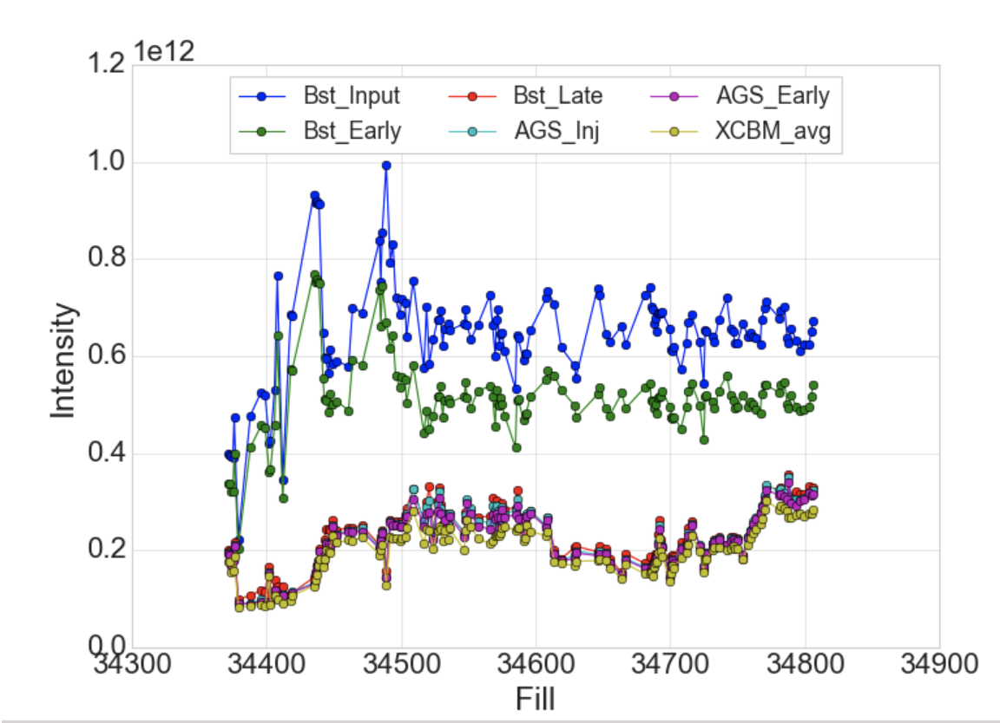 1e12
1.2
Bst_Input Bst_Late AGS_Early
Bst_Early AGS_Inj XCBM_avg
1.0
0.8
0.6
0.4
0.2
0.0
Intensity
34300 34400 34500 34600 34700 34800 34900
Fill